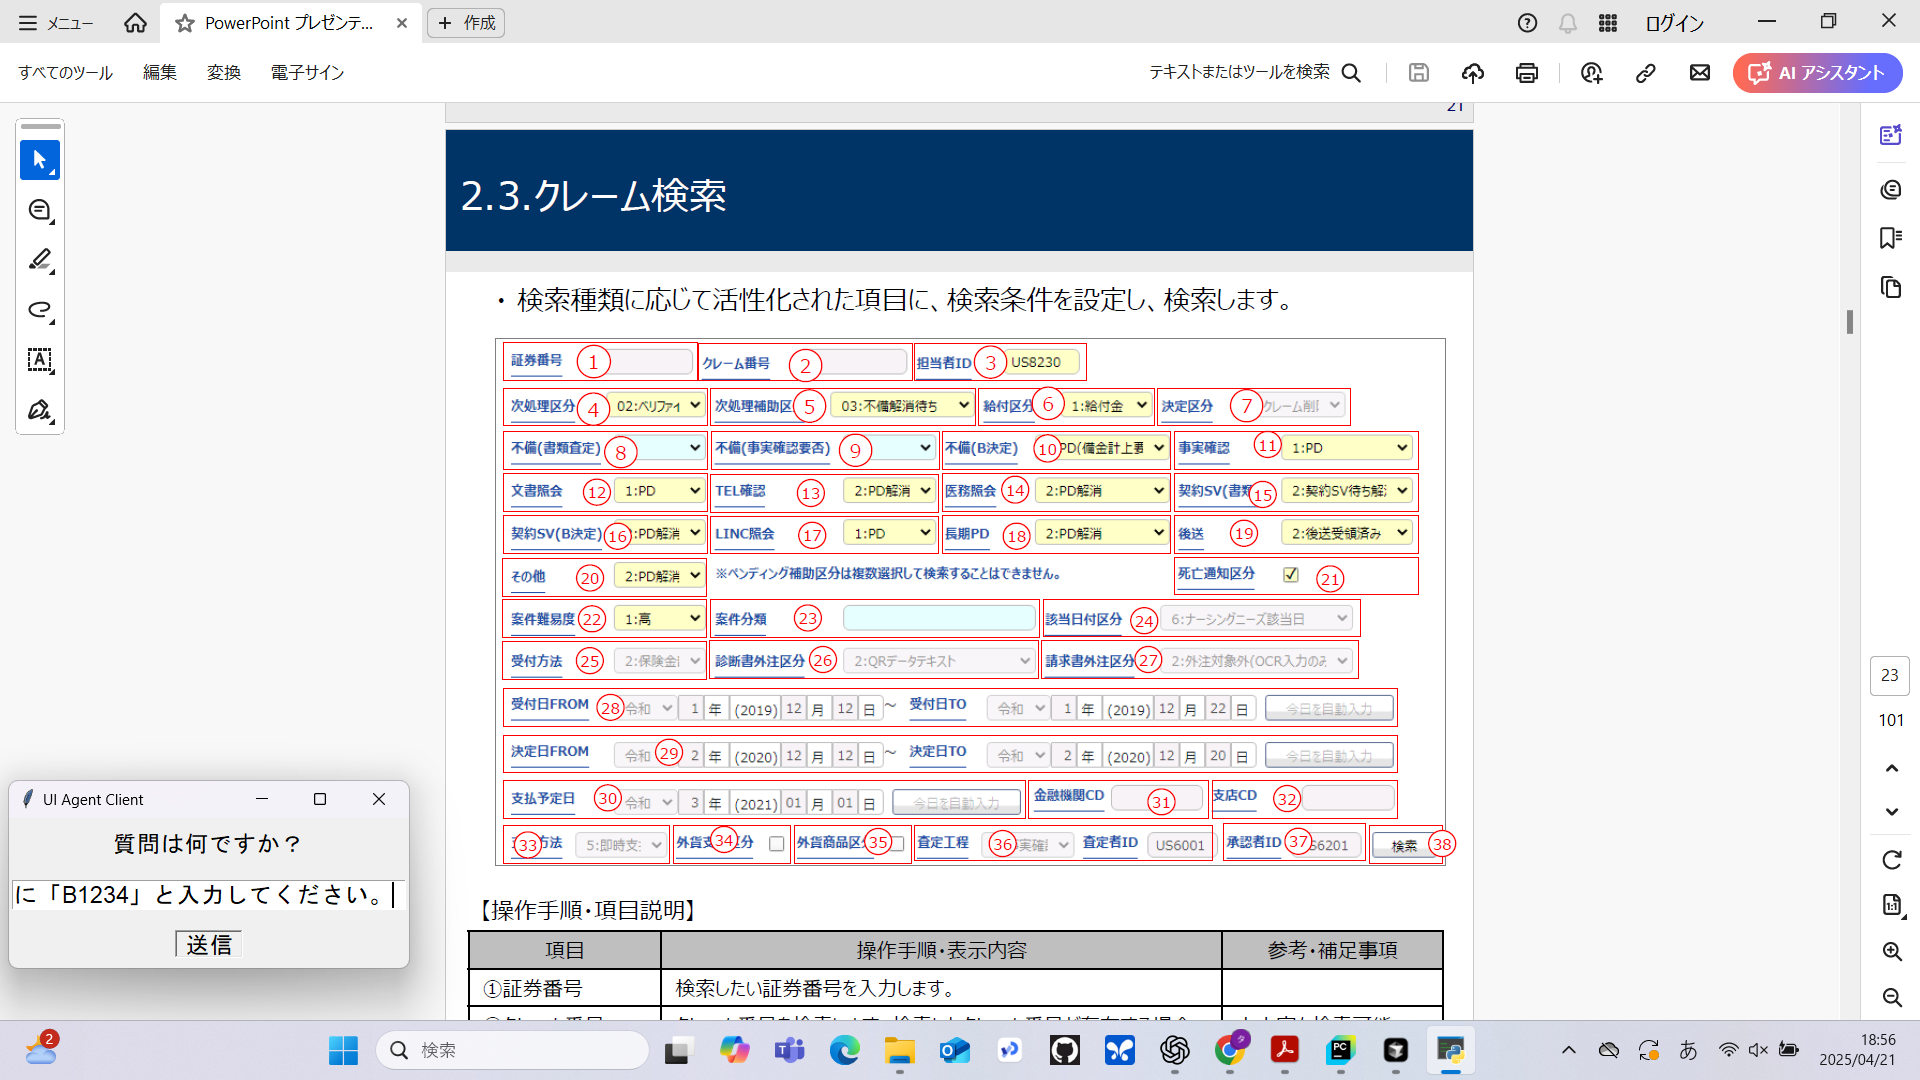 メニュー
PowerPoint プレゼンテ...
作成
ログイン
すべてのツール
編集
変換
電子サイン
テキストまたはツールを検索
AI アシスタント
21
2.3.クレーム検索
・ 検索種類に応じて活性化された項目に、検索条件を設定し、検索します。
証券番号 ① クレーム番号 ② 担当者ID ③ US8230
次処理区分 ④ 02:ベリファイ 次処理補助区 ⑤ 03:不備解消待ち 給付区分 ⑥ 1:給付金 決定区分 ⑦ クレーム削
不備(書類査定) ⑧ 不備(事実確認要否) ⑨ 不備(B決定) ⑩ PD(備金計上要 事実確認 ⑪ 1:PD
文書照会 ⑫ 1:PD TEL確認 ⑬ 2:PD解消 医務照会 ⑭ 2:PD解消 契約SV(書類 ⑮ 2:契約SV待ち解
契約SV(B決定) ⑯ :PD解消 LINC照会 ⑰ 1:PD 長期PD ⑱ 2:PD解消 後送 ⑲ 2:後送受領済み
その他 ⑳ 2:PD解消 ※ペンディング補助区分は複数選択して検索することはできません。 死亡通知区分 ㉑
案件難易度 ㉒ 1:高 案件分類 ㉓ 該当日付区分 ㉔ 6:ナーシングニーズ該当日
受付方法 ㉕ 2:保険金 診断書外注区分 ㉖ 2:QRデータテキスト 請求書外注区分 ㉗ 2:外注対象外(OCR入力のみ
受付日FROM ㉘ 令和 1 年 (2019) 12 月 12 日 ~ 受付日TO 令和 1 年 (2019) 12 月 22 日 今日を自動入力
決定日FROM 令和 ㉙ 2 年 (2020) 12 月 12 日 ~ 決定日TO 令和 2 年 (2020) 12 月 20 日 今日を自動入力
支払予定日 ㉚ 令和 3 年 (2021) 01 月 01 日 今日を自動入力 金融機関CD ㉛ 支店CD ㉜
㉝ 方法 5:即時支 外貨支 ㉞ 分 外貨商品区 ㉟ 査定工程 ㊱ 実確 査定者ID US6001 承認者ID ㊲ 6201 検索 ㊳
【操作手順・項目説明】
項目 操作手順・表示内容 参考・補足事項
①証券番号 検索したい証券番号を入力します。
23
101
UI Agent Client
質問は何ですか？
に「B1234」と入力してください。
送信
2
検索
あ
18:56
2025/04/21